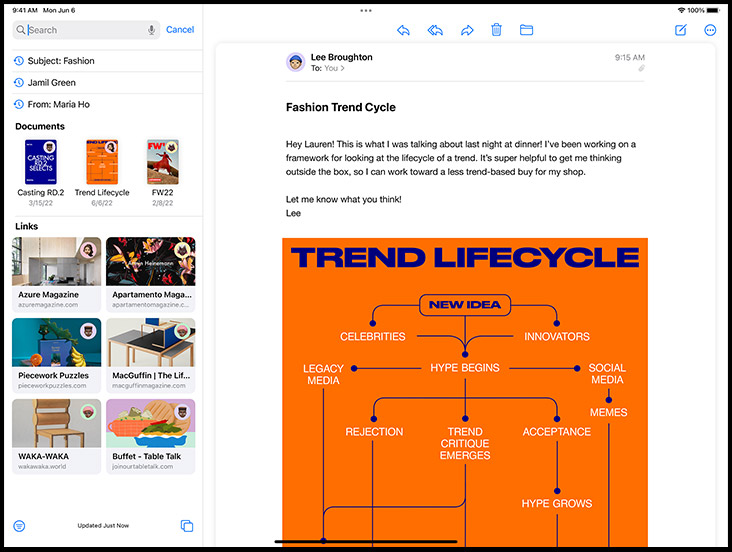 9:41 AM Mon Jun 6
100%
Search
Cancel
Subject: Fashion
Jamil Green
From: Maria Ho
Documents
CASTING
RD.2
SELECTS
Casting RD.2
3/15/22
TREND LIFECYCLE
Trend Lifecycle
6/6/22
FW
FW22
2/8/22
Links
Azure Magazine
azuremagazine.com
Armin Heinemann
Apartamento Maga...
apartamentomagazine.c...
Piecework Puzzles
pieceworkpuzzles.com
MacGuffin | The Lif...
macguffinmagazine.com
WAKA-WAKA
wakawaka.world
Buffet - Table Talk
joinourtabletalk.com
Updated Just Now
Lee Broughton
9:15 AM
To: You >
Fashion Trend Cycle
Hey Lauren! This is what I was talking about last night at dinner! I've been working on a
framework for looking at the lifecycle of a trend. It's super helpful to get me thinking
outside the box, so I can work toward a less trend-based buy for my shop.
Let me know what you think!
Lee
TREND LIFECYCLE
NEW IDEA
CELEBRITIES
INNOVATORS
LEGACY
MEDIA
HYPE BEGINS
SOCIAL
MEDIA
MEMES
REJECTION
TREND
CRITIQUE
EMERGES
ACCEPTANCE
HYPE GROWS